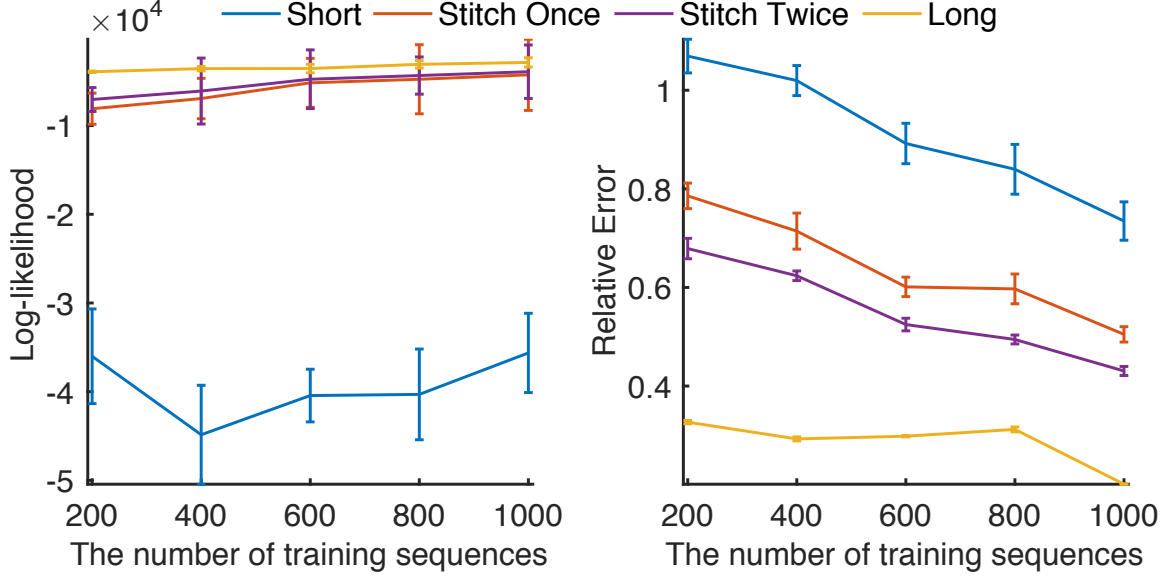 ×10⁴
Short Stitch Once Stitch Twice Long
Log-likelihood
-1
-2
-3
-4
-5
200 400 600 800 1000
The number of training sequences
Relative Error
1
0.8
0.6
0.4
200 400 600 800 1000
The number of training sequences